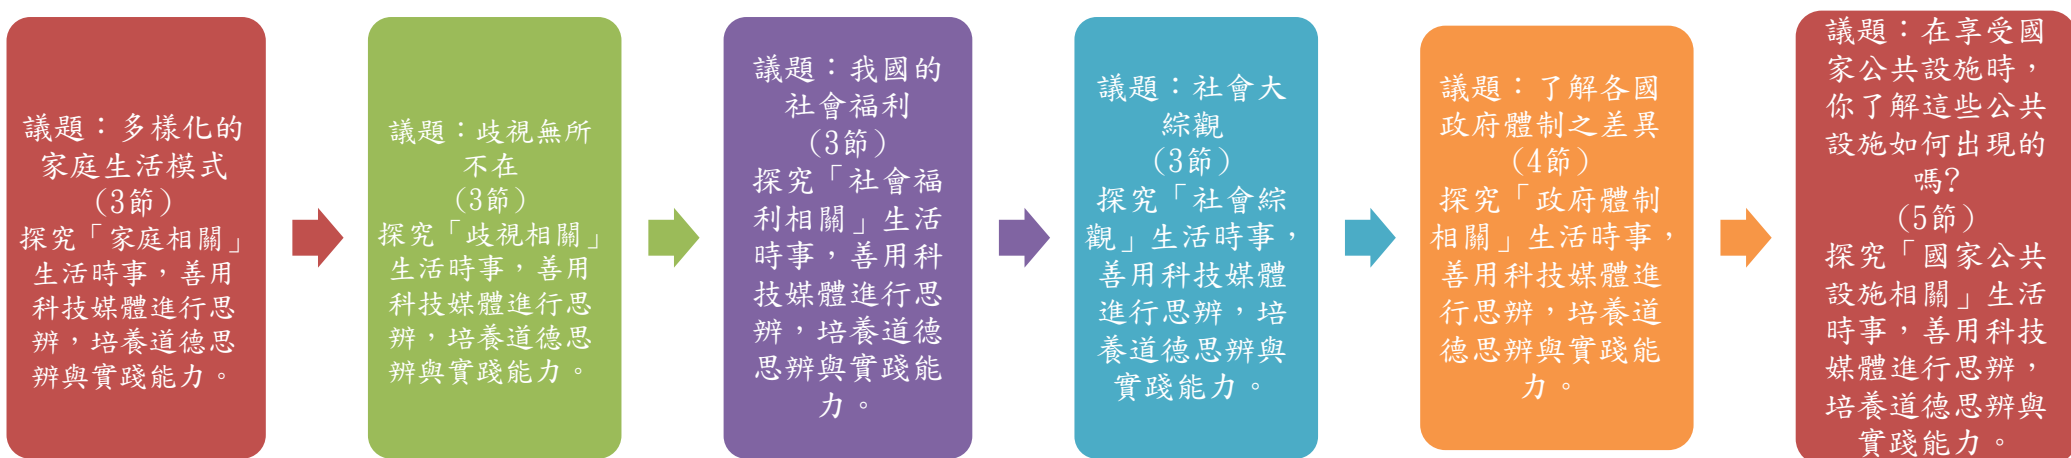 議題：多樣化的
家庭生活模式
(3節)
探究「家庭相關」
生活時事，善用
科技媒體進行思
辨，培養道德思
辨與實踐能力。
議題：歧視無所
不在
(3節)
探究「歧視相關」
生活時事，善用
科技媒體進行思
辨，培養道德思
辨與實踐能力。
議題：我國的
社會福利
(3節)
探究「社會福
利相關」生活
時事，善用科
技媒體進行思
辨，培養道德
思辨與實踐能
力。
議題：社會大
綜觀
(3節)
探究「社會綜
觀」生活時事，
善用科技媒體
進行思辨，培
養道德思辨與
實踐能力。
議題：了解各國
政府體制之差異
(4節)
探究「政府體制
相關」生活時事，
善用科技媒體進
行思辨，培養道
德思辨與實踐能
力。
議題：在享受國
家公共設施時，
你了解這些公共
設施如何出現的
嗎?
(5節)
探究「國家公共
設施相關」生活
時事，善用科技
媒體進行思辨，
培養道德思辨與
實踐能力。